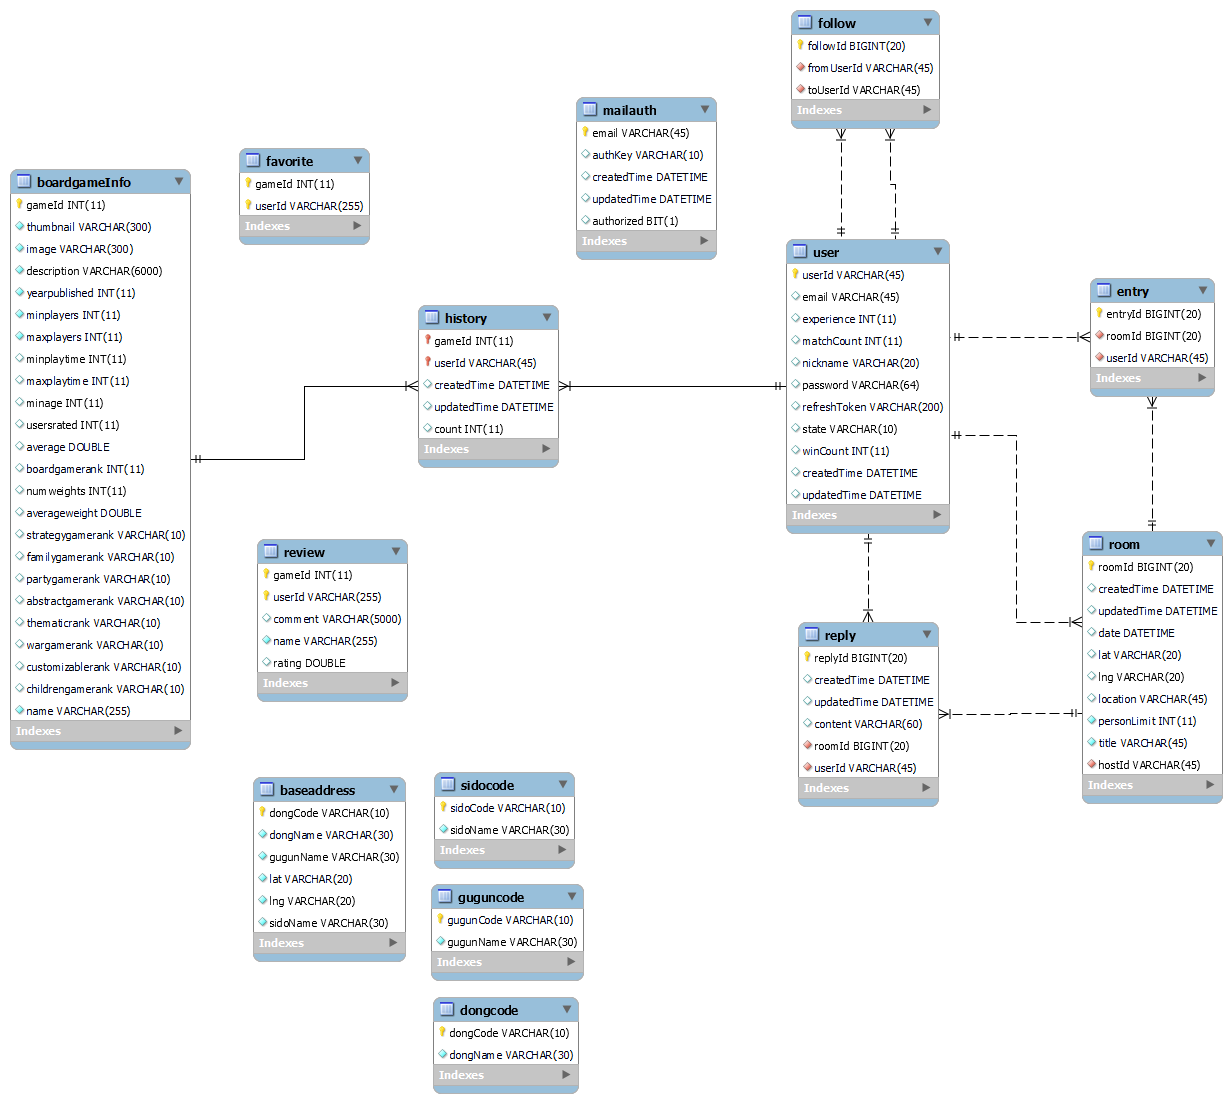 follow
followId BIGINT(20)
fromUserId VARCHAR(45)
toUserId VARCHAR(45)
Indexes
mailauth
email VARCHAR(45)
authKey VARCHAR(10)
createdTime DATETIME
updatedTime DATETIME
authorized BIT(1)
Indexes
favorite
gameId INT(11)
userId VARCHAR(255)
Indexes
boardgameInfo
gameId INT(11)
thumbnail VARCHAR(300)
image VARCHAR(300)
description VARCHAR(6000)
yearpublished INT(11)
minplayers INT(11)
maxplayers INT(11)
minplaytime INT(11)
maxplaytime INT(11)
minage INT(11)
usersrated INT(11)
average DOUBLE
boardgamerank INT(11)
numweights INT(11)
averageweight DOUBLE
strategygamerank VARCHAR(10)
familygamerank VARCHAR(10)
partygamerank VARCHAR(10)
abstractgamerank VARCHAR(10)
thematicrank VARCHAR(10)
wargamerank VARCHAR(10)
customizablerank VARCHAR(10)
childrengamerank VARCHAR(10)
name VARCHAR(255)
Indexes
history
gameId INT(11)
userId VARCHAR(45)
createdTime DATETIME
updatedTime DATETIME
count INT(11)
Indexes
user
userId VARCHAR(45)
email VARCHAR(45)
experience INT(11)
matchCount INT(11)
nickname VARCHAR(20)
password VARCHAR(64)
refreshToken VARCHAR(200)
state VARCHAR(10)
winCount INT(11)
createdTime DATETIME
updatedTime DATETIME
Indexes
entry
entryId BIGINT(20)
roomId BIGINT(20)
userId VARCHAR(45)
Indexes
review
gameId INT(11)
userId VARCHAR(255)
comment VARCHAR(5000)
name VARCHAR(255)
rating DOUBLE
Indexes
reply
replyId BIGINT(20)
createdTime DATETIME
updatedTime DATETIME
content VARCHAR(60)
roomId BIGINT(20)
userId VARCHAR(45)
Indexes
room
roomId BIGINT(20)
createdTime DATETIME
updatedTime DATETIME
date DATETIME
lat VARCHAR(20)
lng VARCHAR(20)
location VARCHAR(45)
personLimit INT(11)
title VARCHAR(45)
hostId VARCHAR(45)
Indexes
baseaddress
dongCode VARCHAR(10)
dongName VARCHAR(30)
gugunName VARCHAR(30)
lat VARCHAR(20)
lng VARCHAR(20)
sidoName VARCHAR(30)
Indexes
sidocode
sidoCode VARCHAR(10)
sidoName VARCHAR(30)
Indexes
guguncode
gugunCode VARCHAR(10)
gugunName VARCHAR(30)
Indexes
dongcode
dongCode VARCHAR(10)
dongName VARCHAR(30)
Indexes